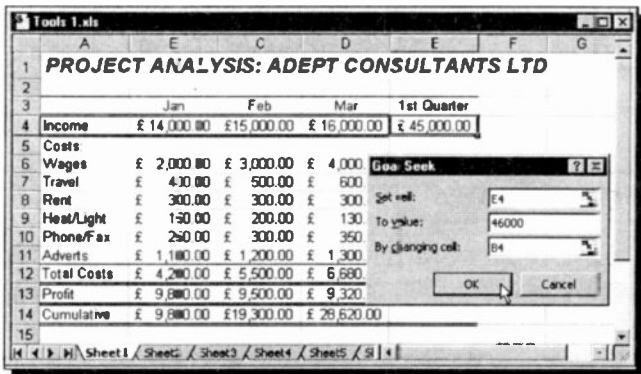 Tools 1.xls
A E C D E F G
1 PROJECT ANALYSIS: ADEPT CONSULTANTS LTD
2
3 Jan Feb Mar 1st Quarter
4 Income £ 14,000.00 £15,000.00 £ 16,000.00 £ 45,000.00
5 Costs
6 Wages £ 2,000.00 £ 3,000.00 £ 4,000.
7 Travel £ 400.00 £ 500.00 £ 600.
8 Rent £ 300.00 £ 300.00 £ 300.
9 Heat/Light £ 150.00 £ 200.00 £ 130.
10 Phone/Fax £ 250.00 £ 300.00 £ 350.
11 Adverts £ 1,100.00 £ 1,200.00 £ 1,300.
12 Total Costs £ 4,200.00 £ 5,500.00 £ 6,680.
13 Profit £ 9,800.00 £ 9,500.00 £ 9,320.
14 Cumulative £ 9,800.00 £19,300.00 £ 28,620.00
15
Goal Seek
Set cell: E4
To value: 46000
By changing cell: B4
OK Cancel
Sheet1 Sheet2 Sheet3 Sheet4 Sheet5 Sl